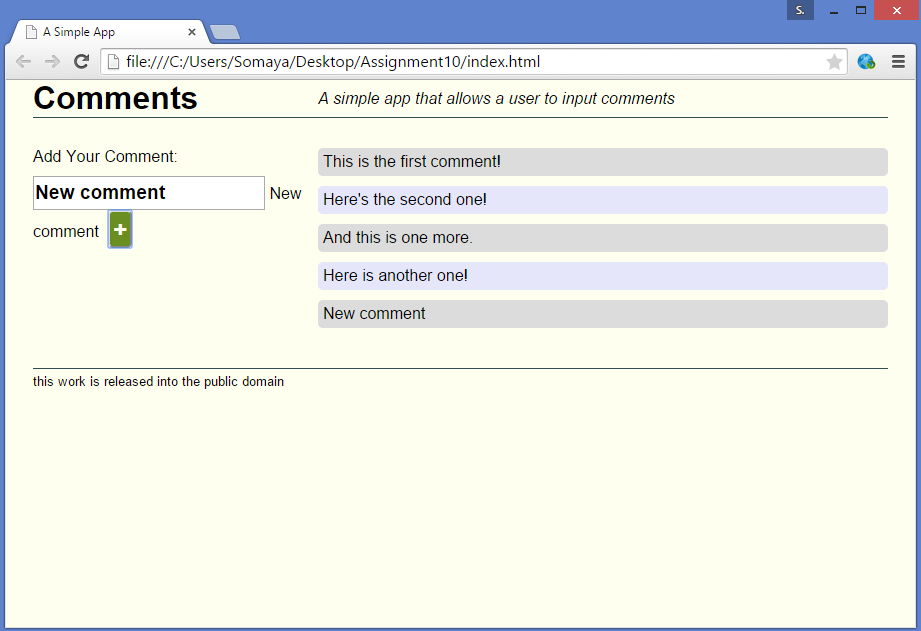 S.
A Simple App
file:///C:/Users/Somaya/Desktop/Assignment10/index.html
Comments
A simple app that allows a user to input comments
Add Your Comment:
New comment New
comment +
This is the first comment!
Here's the second one!
And this is one more.
Here is another one!
New comment
this work is released into the public domain